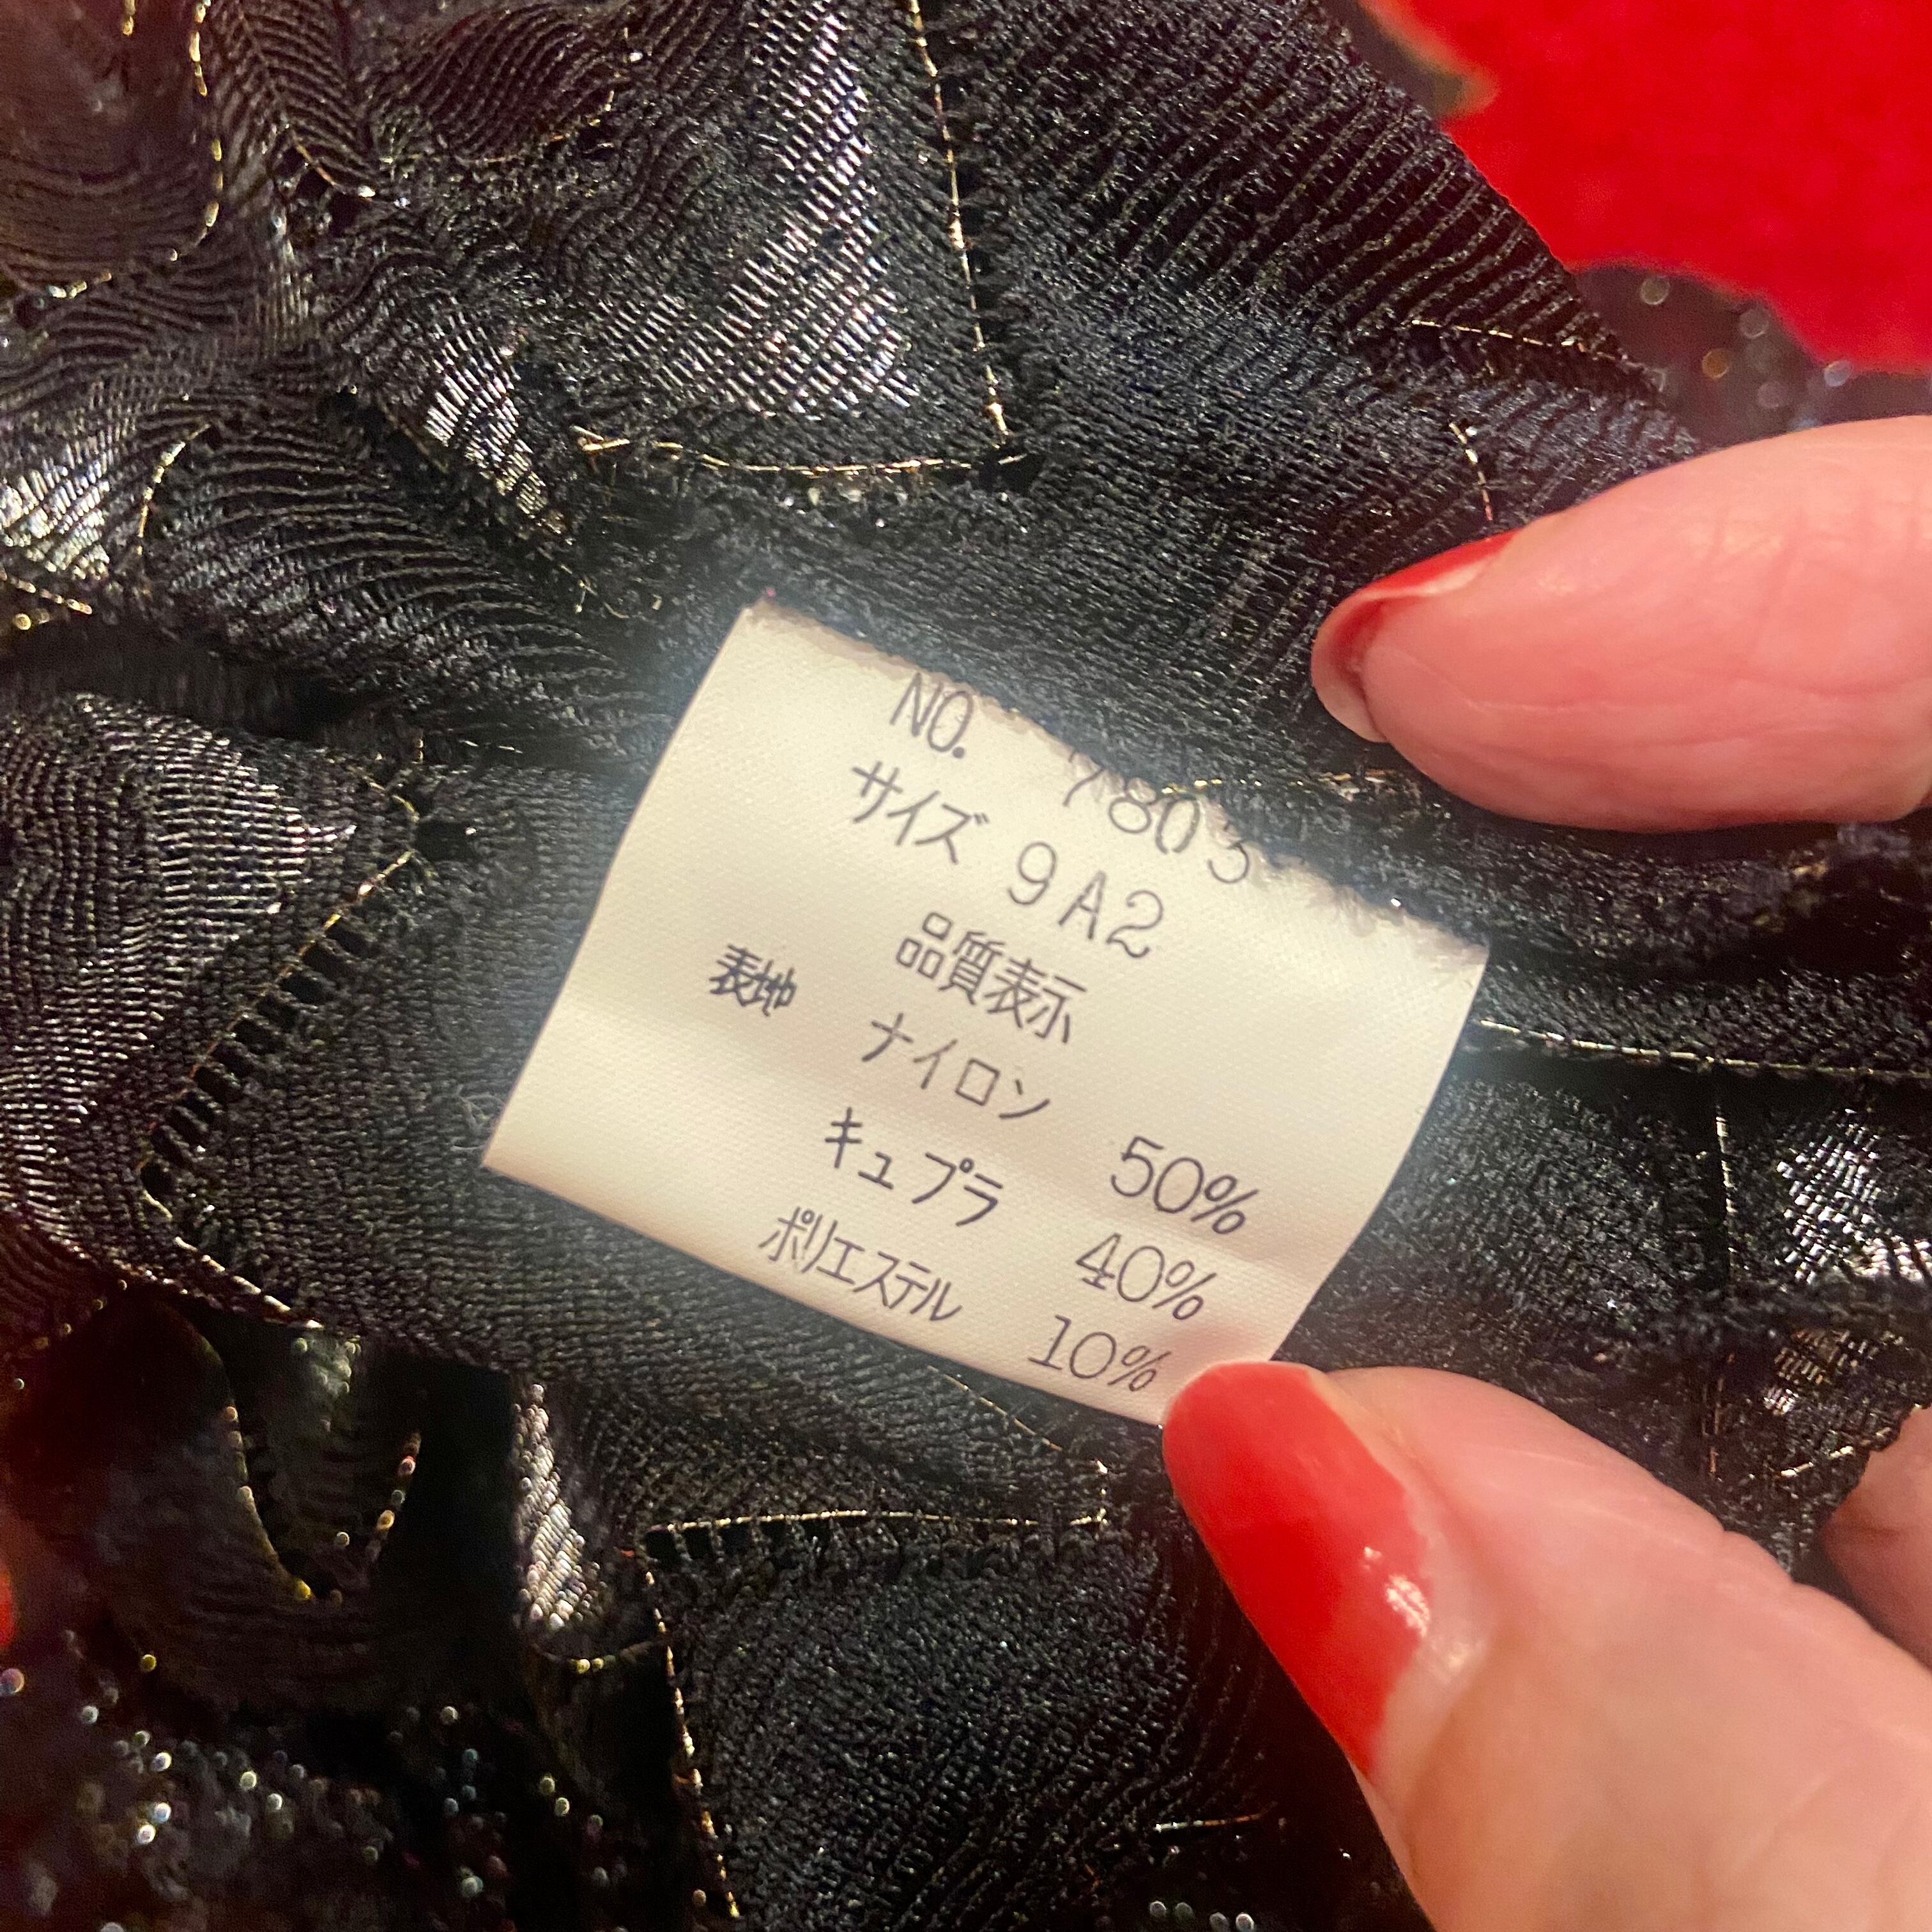 NO. 7803
サイズ 9A2
品質表示
表地 ナイロン 50%
キュプラ 40%
ポリエステル 10%